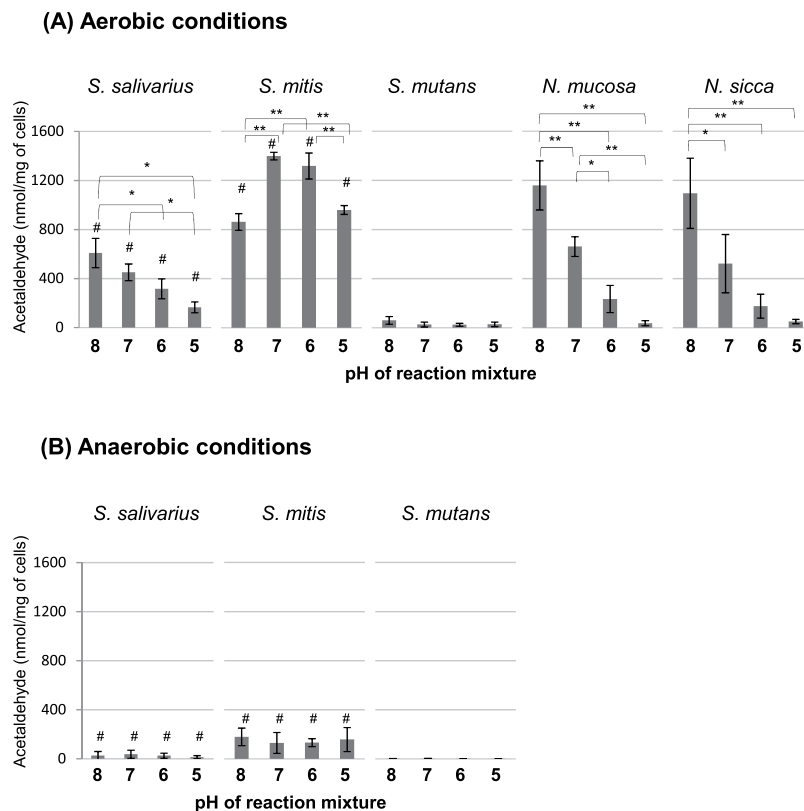 (A) Aerobic conditions
S. salivarius S. mitis S. mutans N. mucosa N. sicca
Acetaldehyde (nmol/mg of cells)
1600
1200
800
400
0
** ** ** **
* * *
** ** ** ** *
** ** *
# # # #
# # # #
8 7 6 5 8 7 6 5 8 7 6 5 8 7 6 5 8 7 6 5
pH of reaction mixture
(B) Anaerobic conditions
S. salivarius S. mitis S. mutans
Acetaldehyde (nmol/mg of cells)
1600
1200
800
400
0
# # # # # # # #
8 7 6 5 8 7 6 5 8 7 6 5
pH of reaction mixture